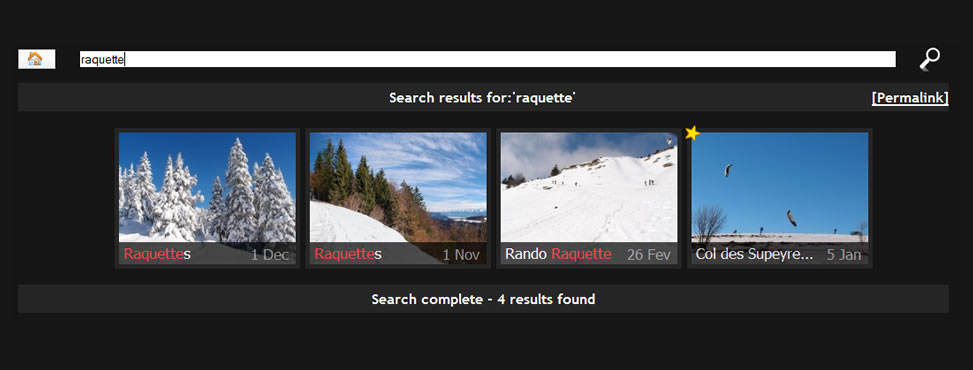 raquette
Search results for:'raquette'
[Permalink]
Raquettes 1 Dec
Raquettes 1 Nov
Rando Raquette 26 Fev
Col des Supeyre... 5 Jan
Search complete - 4 results found